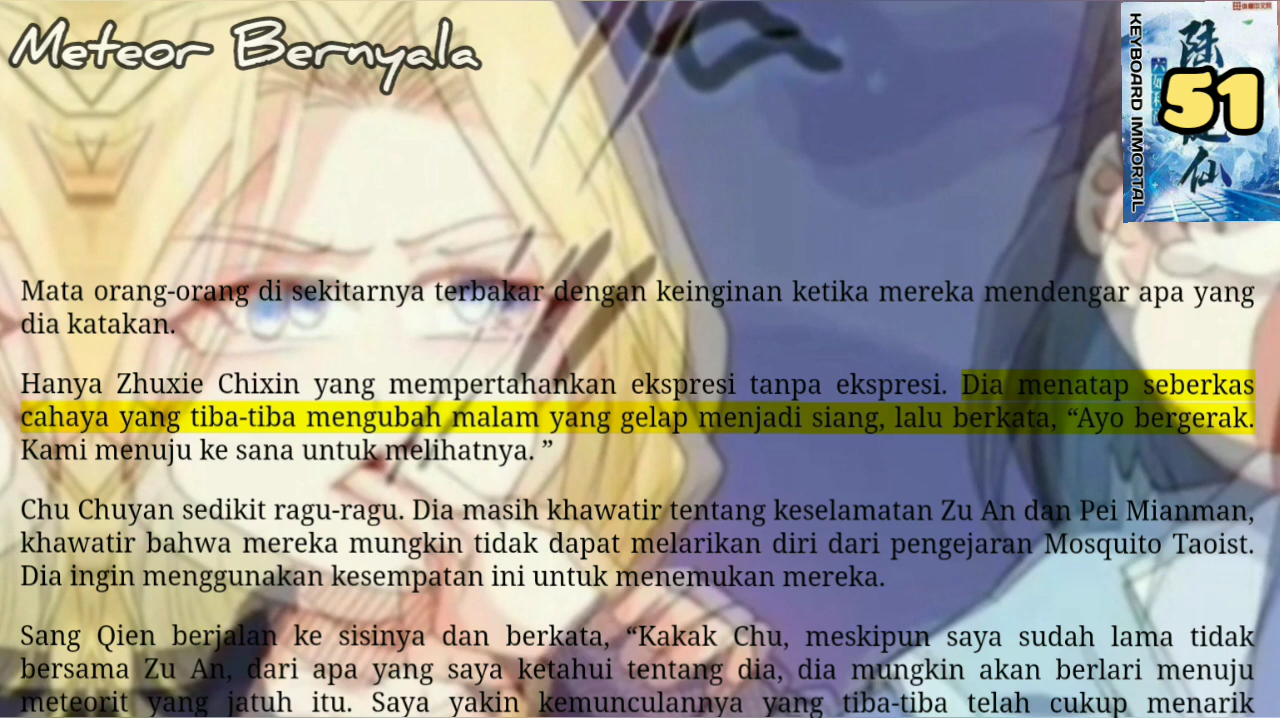 Meteor Bernyala
KEYBOARD IMMORTAL
51
仙
Mata orang-orang di sekitarnya terbakar dengan keinginan ketika mereka mendengar apa yang
dia katakan.
Hanya Zhuxie Chixin yang mempertahankan ekspresi tanpa ekspresi. Dia menatap seberkas
cahaya yang tiba-tiba mengubah malam yang gelap menjadi siang, lalu berkata, “Ayo bergerak.
Kami menuju ke sana untuk melihatnya. ”
Chu Chuyan sedikit ragu-ragu. Dia masih khawatir tentang keselamatan Zu An dan Pei Mianman,
khawatir bahwa mereka mungkin tidak dapat melarikan diri dari pengejaran Mosquito Taoist.
Dia ingin menggunakan kesempatan ini untuk menemukan mereka.
Sang Qien berjalan ke sisinya dan berkata, “Kakak Chu, meskipun saya sudah lama tidak
bersama Zu An, dari apa yang saya ketahui tentang dia, dia mungkin akan berlari menuju
meteorit yang jatuh itu. Saya yakin kemunculannya yang tiba-tiba telah cukup menarik